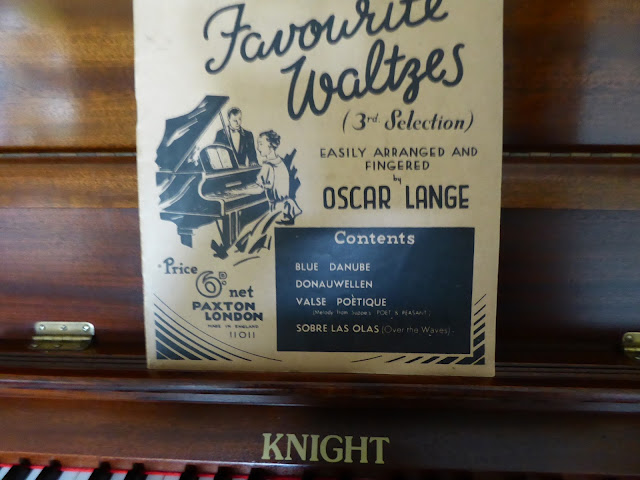 Favourite
Waltzes
(3rd Selection)
EASILY ARRANGED AND
FINGERED
by
OSCAR LANGE
Contents
BLUE DANUBE
DONAUWELLEN
VALSE POÈTIQUE
(Melody from Suppé's POET & PEASANT)
SOBRE LAS OLAS (Over the Waves).
Price
6D. net
PAXTON
LONDON
MADE IN ENGLAND
11011
KNIGHT